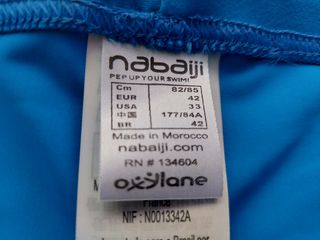 nabaiji
PEP UP YOUR SWIM!
Cm 82/85
EUR 42
USA 33
中国 177/84A
BR 42
Made in Morocco
nabaiji.com
RN # 134604
oxylane
France
NIF : N0013342A